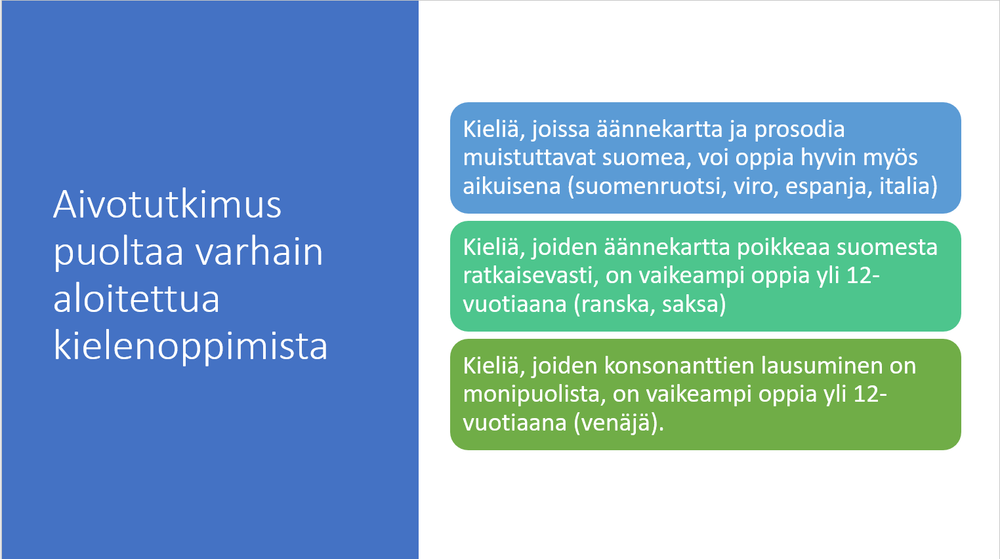 Aivotutkimus
puoltaa varhain
aloitettua
kielenoppimista
Kieliä, joissa äännekartta ja prosodia
muistuttavat suomea, voi oppia hyvin myös
aikuisena (suomenruotsi, viro, espanja, italia)
Kieliä, joiden äännekartta poikkeaa suomesta
ratkaisevasti, on vaikeampi oppia yli 12-
vuotiaana (ranska, saksa)
Kieliä, joiden konsonanttien lausuminen on
monipuolista, on vaikeampi oppia yli 12-
vuotiaana (venäjä).